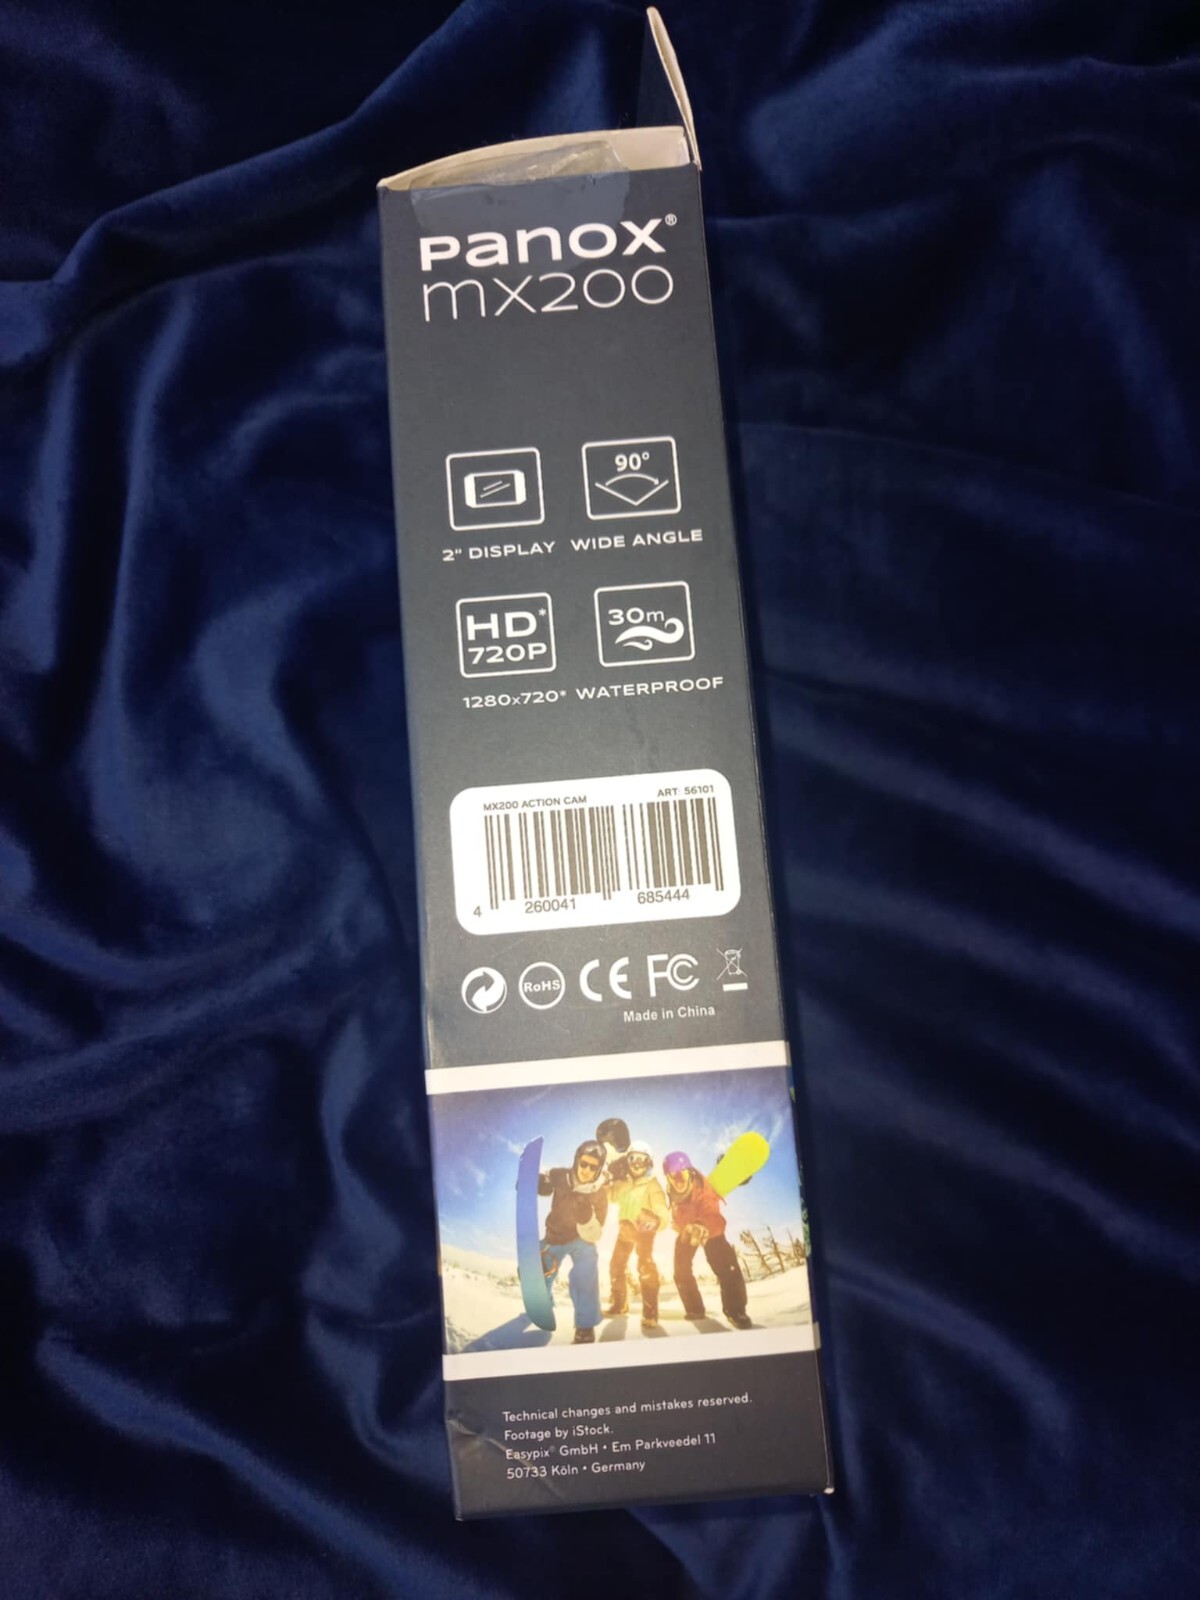 Panox®
mx200
90°
2" DISPLAY WIDE ANGLE
HD*
720P
30m
1280x720* WATERPROOF
MX200 ACTION CAM ART: 56101
4 260041 685444
RoHS CE FC
Made in China
Technical changes and mistakes reserved.
Footage by iStock.
Easypix® GmbH • Em Parkveedel 11
50733 Köln • Germany